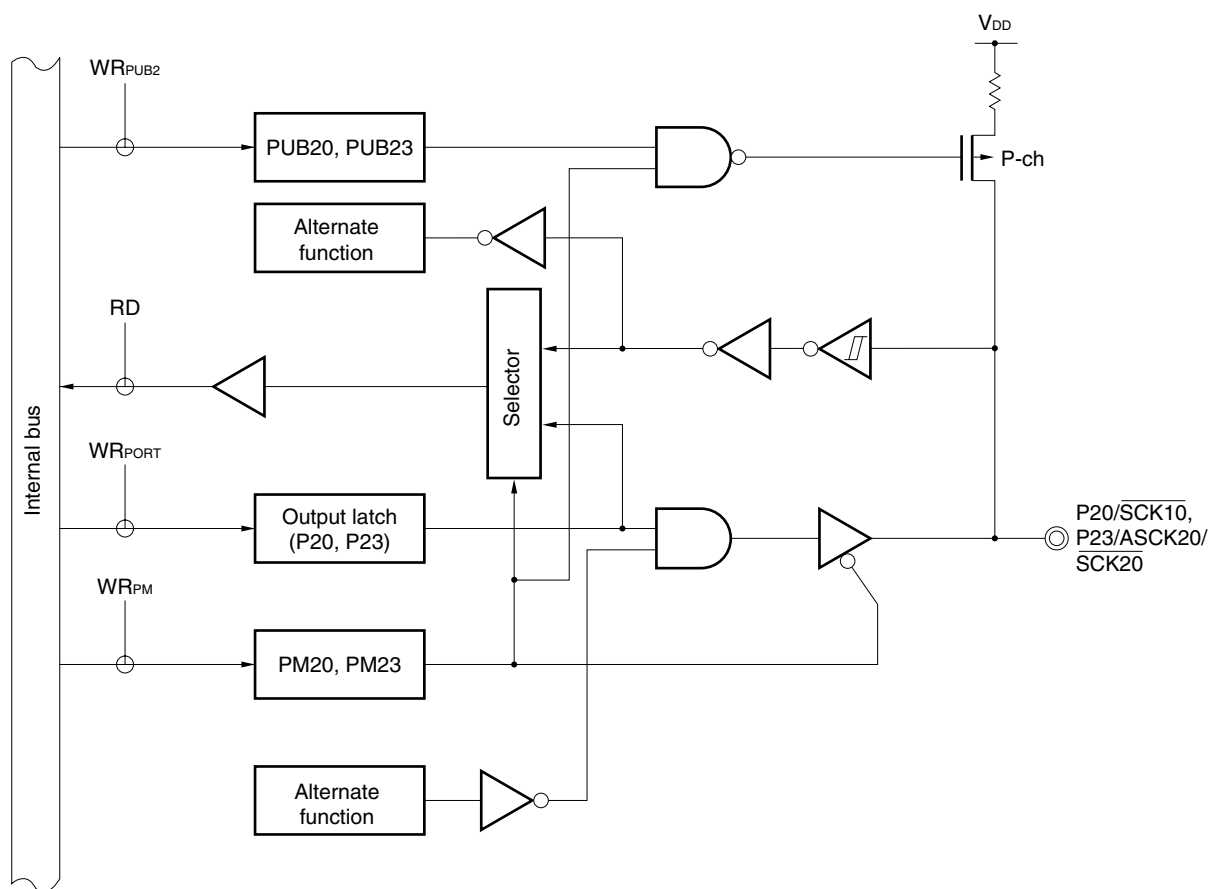 VDD
WRPUB2
PUB20, PUB23
P-ch
Alternate
function
RD
Selector
Internal bus
WRPORT
Output latch
(P20, P23)
P20/SCK10,
P23/ASCK20/
SCK20
WRPM
PM20, PM23
Alternate
function